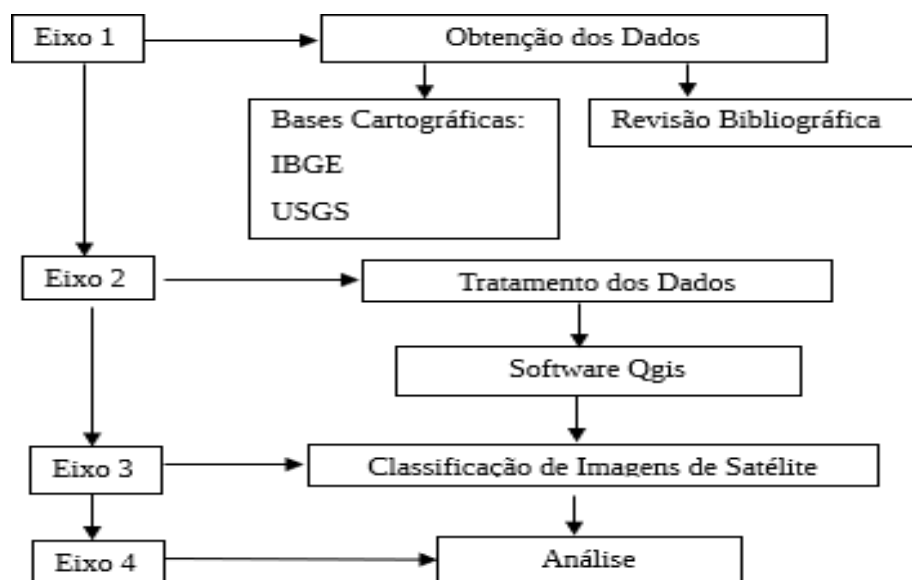 Eixo 1
Obtenção dos Dados
Bases Cartográficas:
IBGE
USGS
Revisão Bibliográfica
Eixo 2
Tratamento dos Dados
Software Qgis
Eixo 3
Classificação de Imagens de Satélite
Eixo 4
Análise